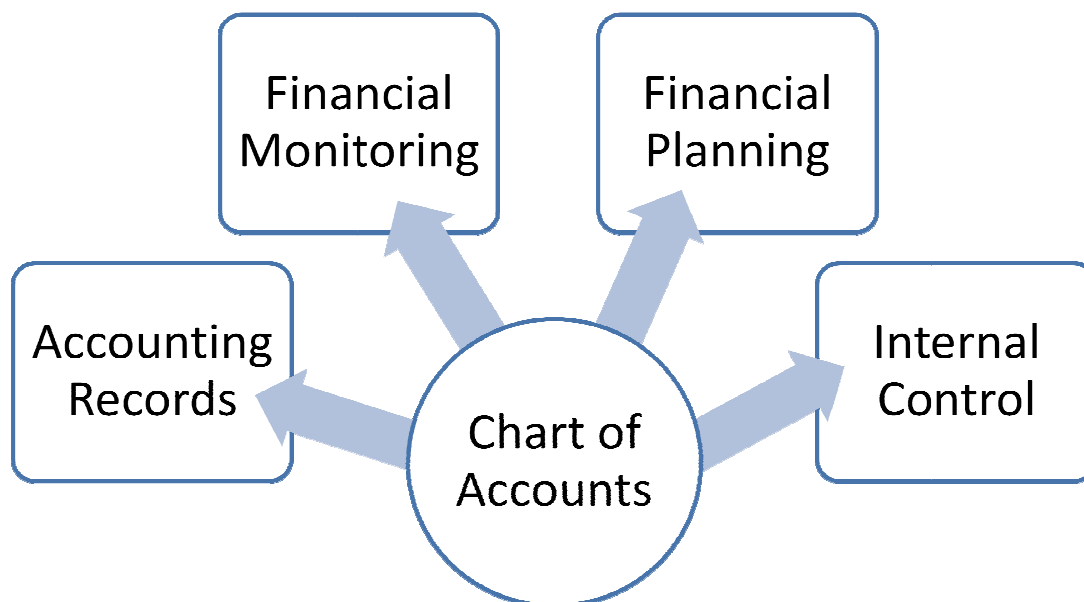 Financial
Monitoring
Financial
Planning
Accounting
Records
Internal
Control
Chart of
Accounts